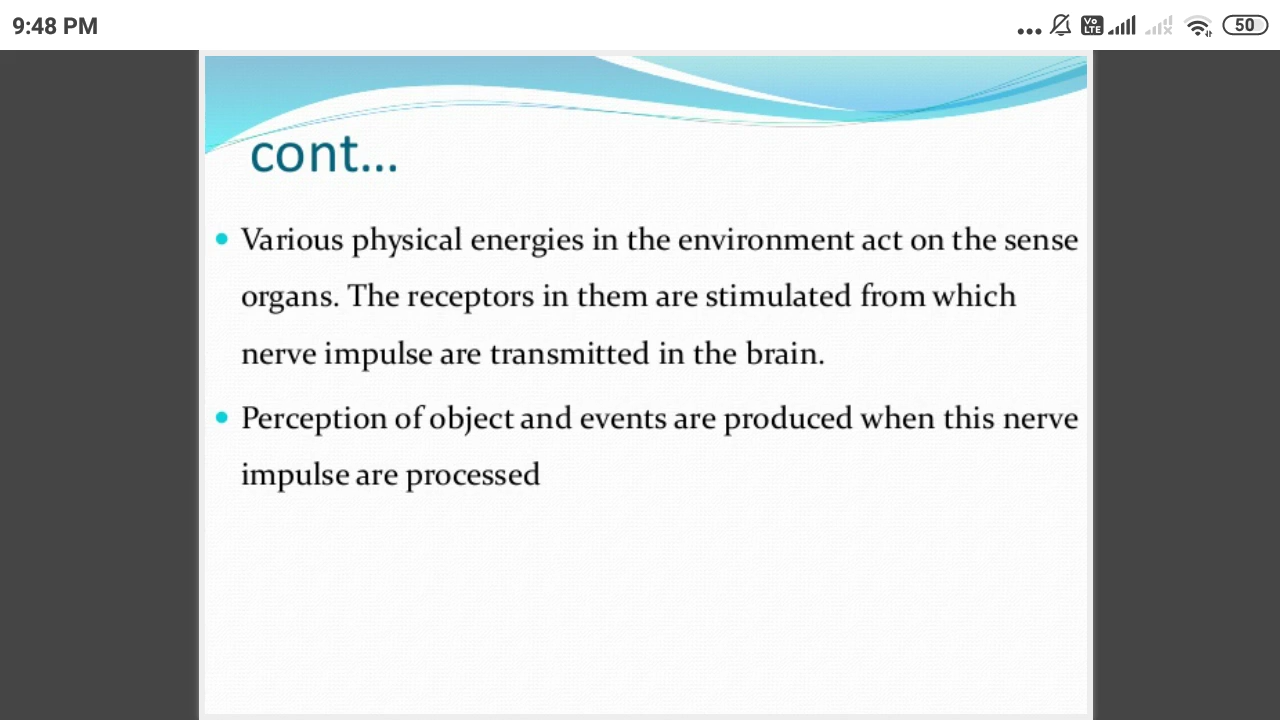 9:48 PM
Vo LTE
50
cont...
• Various physical energies in the environment act on the sense
organs. The receptors in them are stimulated from which
nerve impulse are transmitted in the brain.
• Perception of object and events are produced when this nerve
impulse are processed